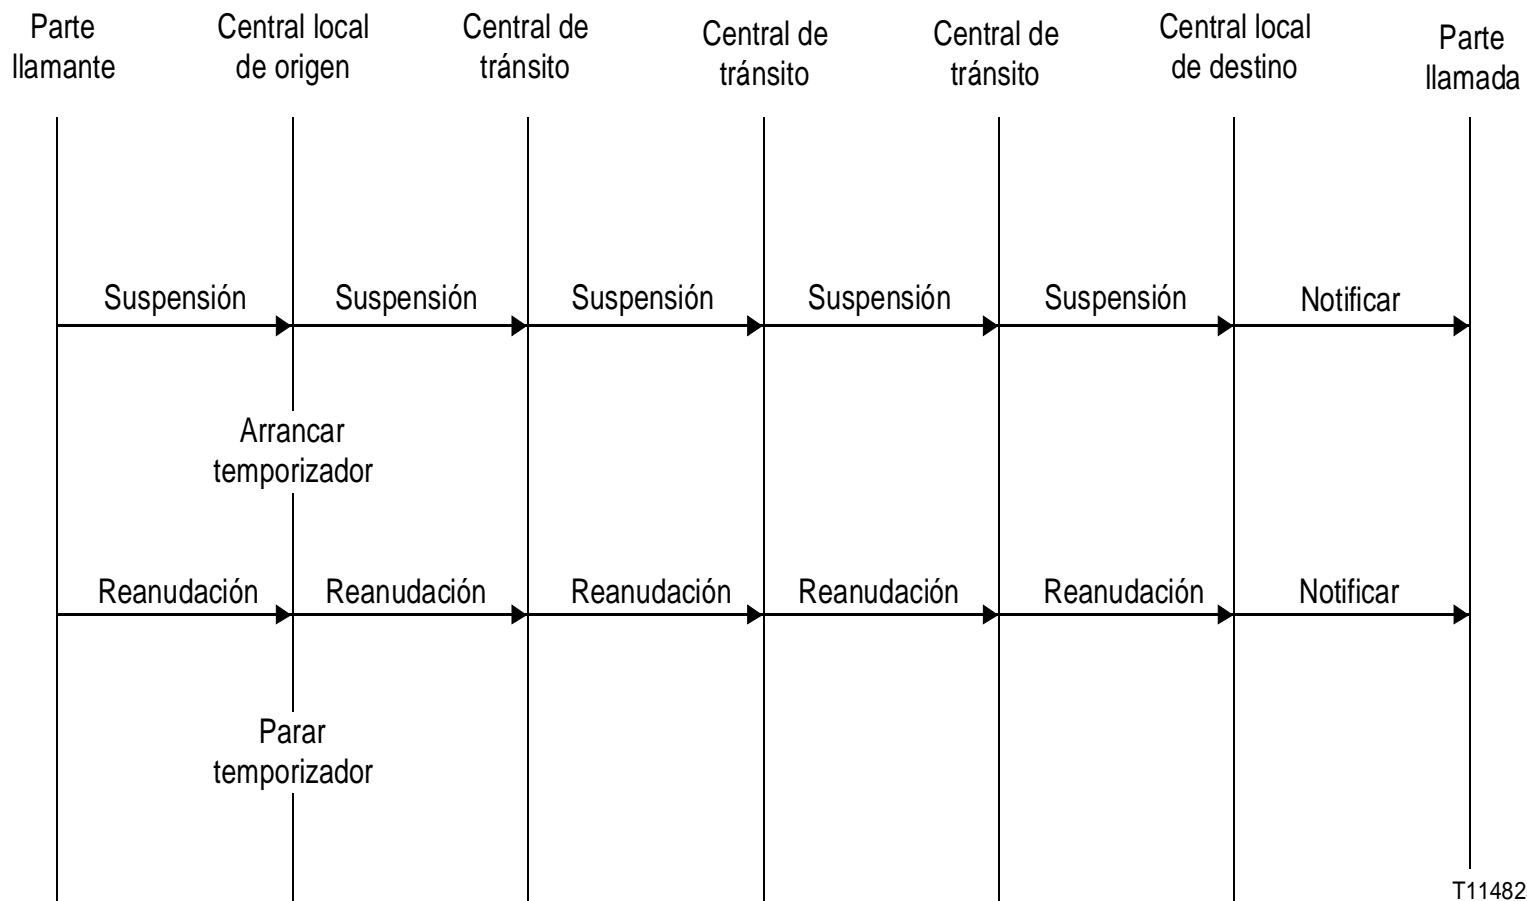 Parte
llamante
Central local
de origen
Central de
tránsito
Central de
tránsito
Central de
tránsito
Central local
de destino
Parte
llamada
Suspensión
Suspensión
Suspensión
Suspensión
Suspensión
Notificar
Arrancar
temporizador
Reanudación
Reanudación
Reanudación
Reanudación
Reanudación
Notificar
Parar
temporizador
T11482